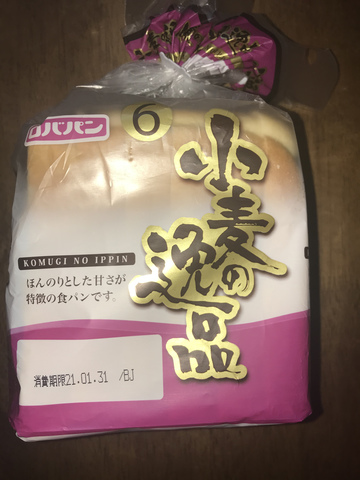 ロバパン
6
小麦の逸品
KOMUGI NO IPPIN
ほんのりとした甘さが
特徴の食パンです。
消費期限21.01.31 /BJ